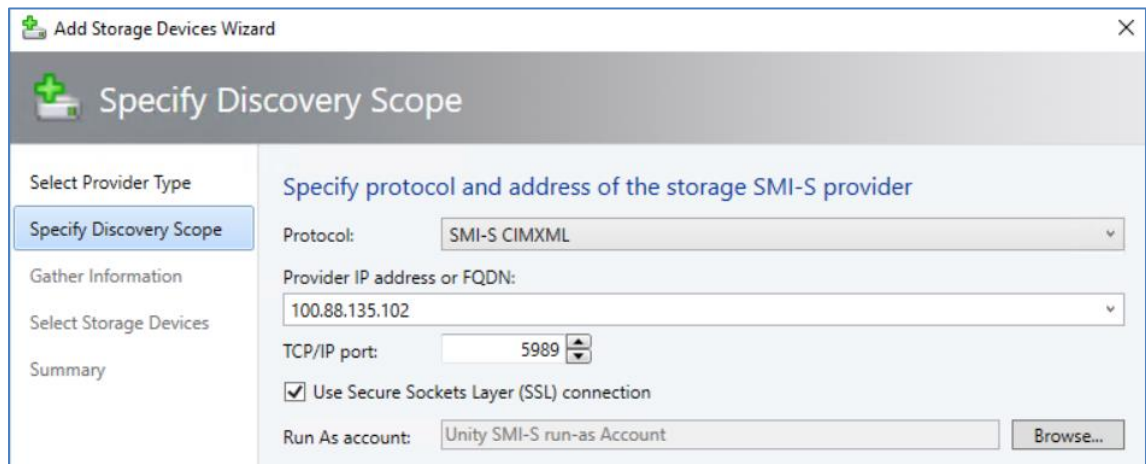 Add Storage Devices Wizard
Specify Discovery Scope
Select Provider Type
Specify Discovery Scope
Gather Information
Select Storage Devices
Summary
Specify protocol and address of the storage SMI-S provider
Protocol: SMI-S CIMXML
Provider IP address or FQDN:
100.88.135.102
TCP/IP port: 5989
Use Secure Sockets Layer (SSL) connection
Run As account: Unity SMI-S run-as Account Browse...